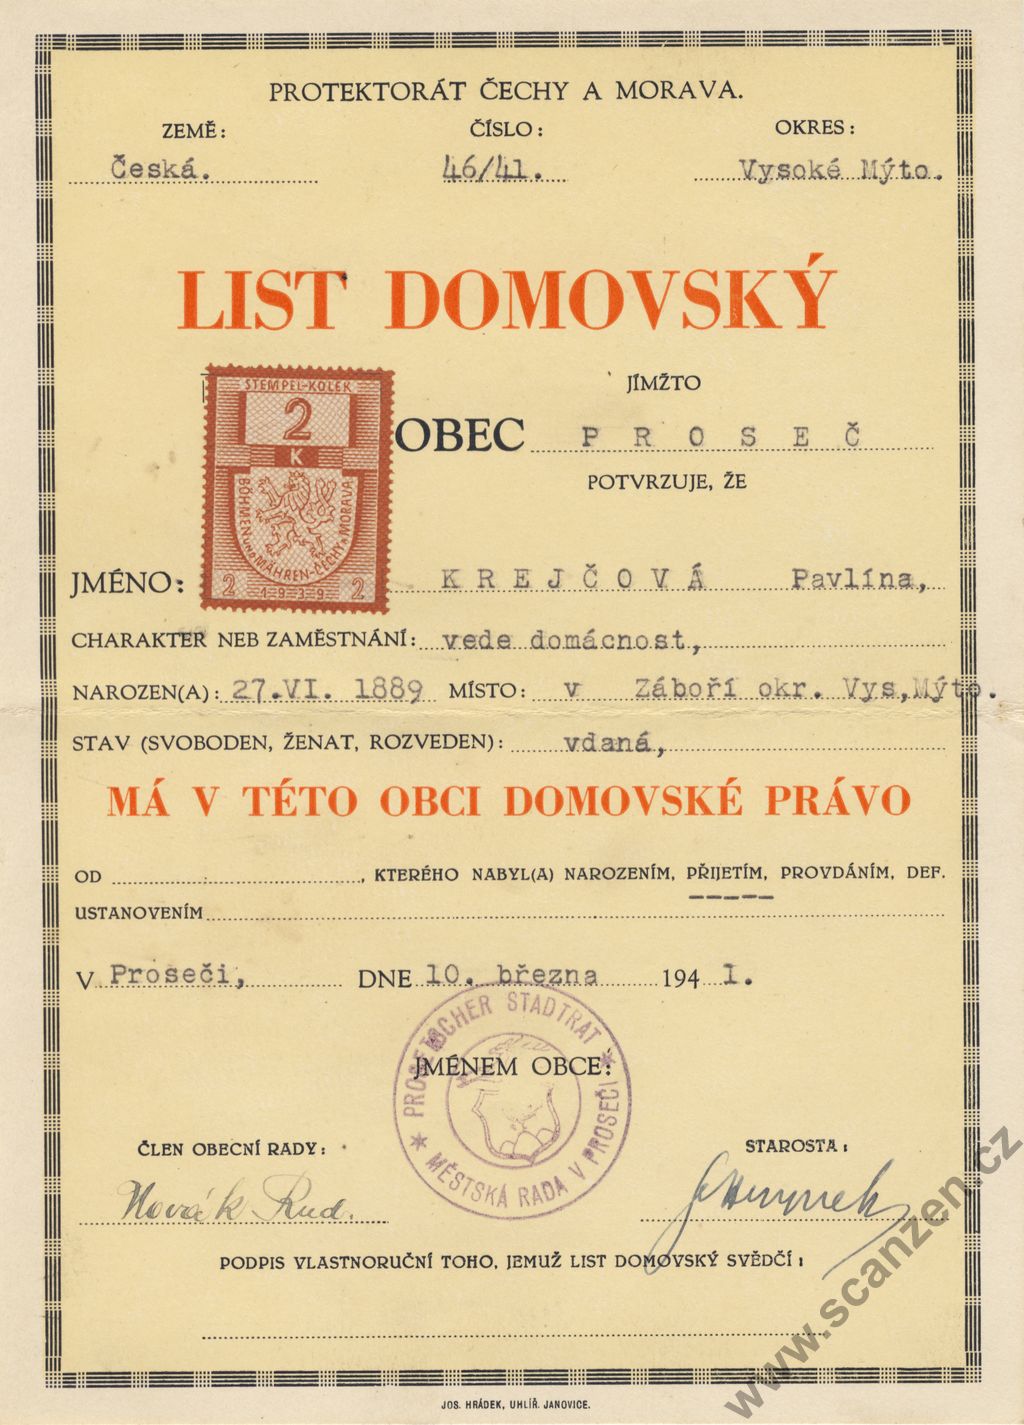 PROTEKTORÁT ČECHY A MORAVA.
ZEMĚ: ČÍSLO: OKRES:
Česká. 46/41. Vysoké Mýto.
LIST DOMOVSKÝ
STEMPEL-KOLEK
2
K
BÖHMEN UND MÄHREN-ČECHY A MORAVA
2 1939 2
JÍMŽTO
OBEC PROSEČ
POTVRZUJE, ŽE
JMÉNO: KREJČOVÁ Pavlína,
CHARAKTER NEB ZAMĚSTNÁNÍ: vede domácnost,
NAROZEN(A): 27.VI. 1889 MÍSTO: v Záboří okr. Vys,Mýto.
STAV (SVOBODEN, ŽENAT, ROZVEDEN): vdaná,
MÁ V TÉTO OBCI DOMOVSKÉ PRÁVO
OD , KTERÉHO NABYL(A) NAROZENÍM, PŘIJETÍM, PROVDÁNÍM, DEF.
USTANOVENÍM
V Proseči, DNE 10. března 1941.
STADTRAT
JMÉNEM OBCE:
MĚSTSKÁ RADA V PROSEČI
ČLEN OBECNÍ RADY: STAROSTA:
Novák Rud.
PODPIS VLASTNORUČNÍ TOHO, JEMUŽ LIST DOMOVSKÝ SVĚDČÍ:
JOS. HRÁDEK, UHLÍŘ. JANOVICE.
www.scanzen.cz